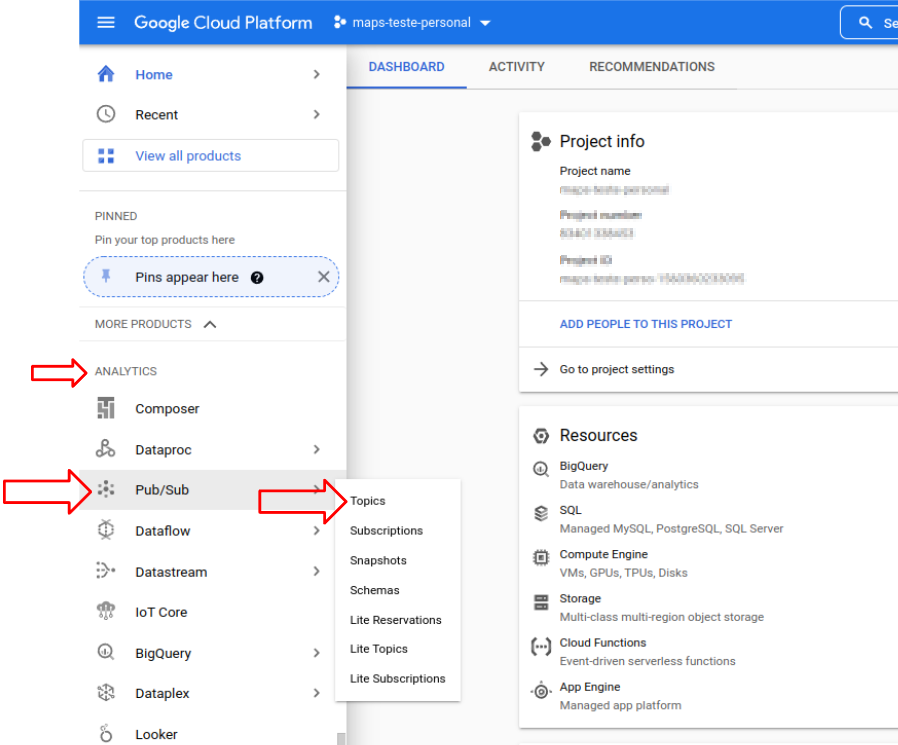 Google Cloud Platform
maps-teste-personal
Se
Home
Recent
View all products
PINNED
Pin your top products here
Pins appear here
MORE PRODUCTS
ANALYTICS
Composer
Dataproc
Pub/Sub
Dataflow
Datastream
IoT Core
BigQuery
Dataplex
Looker
Topics
Subscriptions
Snapshots
Schemas
Lite Reservations
Lite Topics
Lite Subscriptions
DASHBOARD
ACTIVITY
RECOMMENDATIONS
Project info
Project name
maps-teste-personal
Project number
Project ID
ADD PEOPLE TO THIS PROJECT
Go to project settings
Resources
BigQuery
Data warehouse/analytics
SQL
Managed MySQL, PostgreSQL, SQL Server
Compute Engine
VMs, GPUs, TPUs, Disks
Storage
Multi-class multi-region object storage
Cloud Functions
Event-driven serverless functions
App Engine
Managed app platform